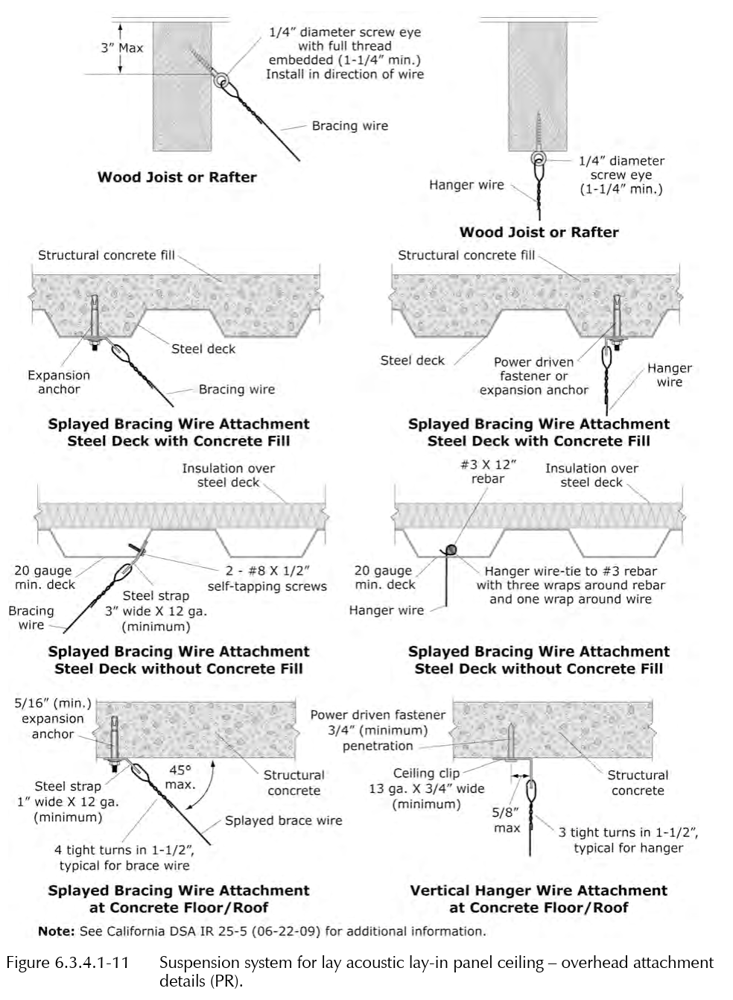 3" Max
1/4" diameter screw eye
with full thread
embedded (1-1/4" min.)
Install in direction of wire
Bracing wire
Wood Joist or Rafter
1/4" diameter
screw eye
(1-1/4" min.)
Hanger wire
Wood Joist or Rafter
Structural concrete fill
Steel deck
Expansion
anchor
Bracing wire
Splayed Bracing Wire Attachment
Steel Deck with Concrete Fill
Structural concrete fill
Steel deck
Power driven
fastener or
expansion anchor
Hanger
wire
Splayed Bracing Wire Attachment
Steel Deck with Concrete Fill
Insulation over
steel deck
20 gauge
min. deck
2 - #8 X 1/2"
self-tapping screws
Steel strap
3" wide X 12 ga.
(minimum)
Bracing
wire
Splayed Bracing Wire Attachment
Steel Deck without Concrete Fill
#3 X 12"
rebar
Insulation over
steel deck
20 gauge
min. deck
Hanger wire-tie to #3 rebar
with three wraps around rebar
and one wrap around wire
Hanger wire
Splayed Bracing Wire Attachment
Steel Deck without Concrete Fill
5/16" (min.)
expansion
anchor
45°
max.
Structural
concrete
Steel strap
1" wide X 12 ga.
(minimum)
Splayed brace wire
4 tight turns in 1-1/2",
typical for brace wire
Splayed Bracing Wire Attachment
at Concrete Floor/Roof
Power driven fastener
3/4" (minimum)
penetration
Ceiling clip
13 ga. X 3/4" wide
(minimum)
Structural
concrete
5/8"
max
3 tight turns in 1-1/2",
typical for hanger
Vertical Hanger Wire Attachment
at Concrete Floor/Roof
Note: See California DSA IR 25-5 (06-22-09) for additional information.
Figure 6.3.4.1-11 Suspension system for lay acoustic lay-in panel ceiling – overhead attachment
details (PR).